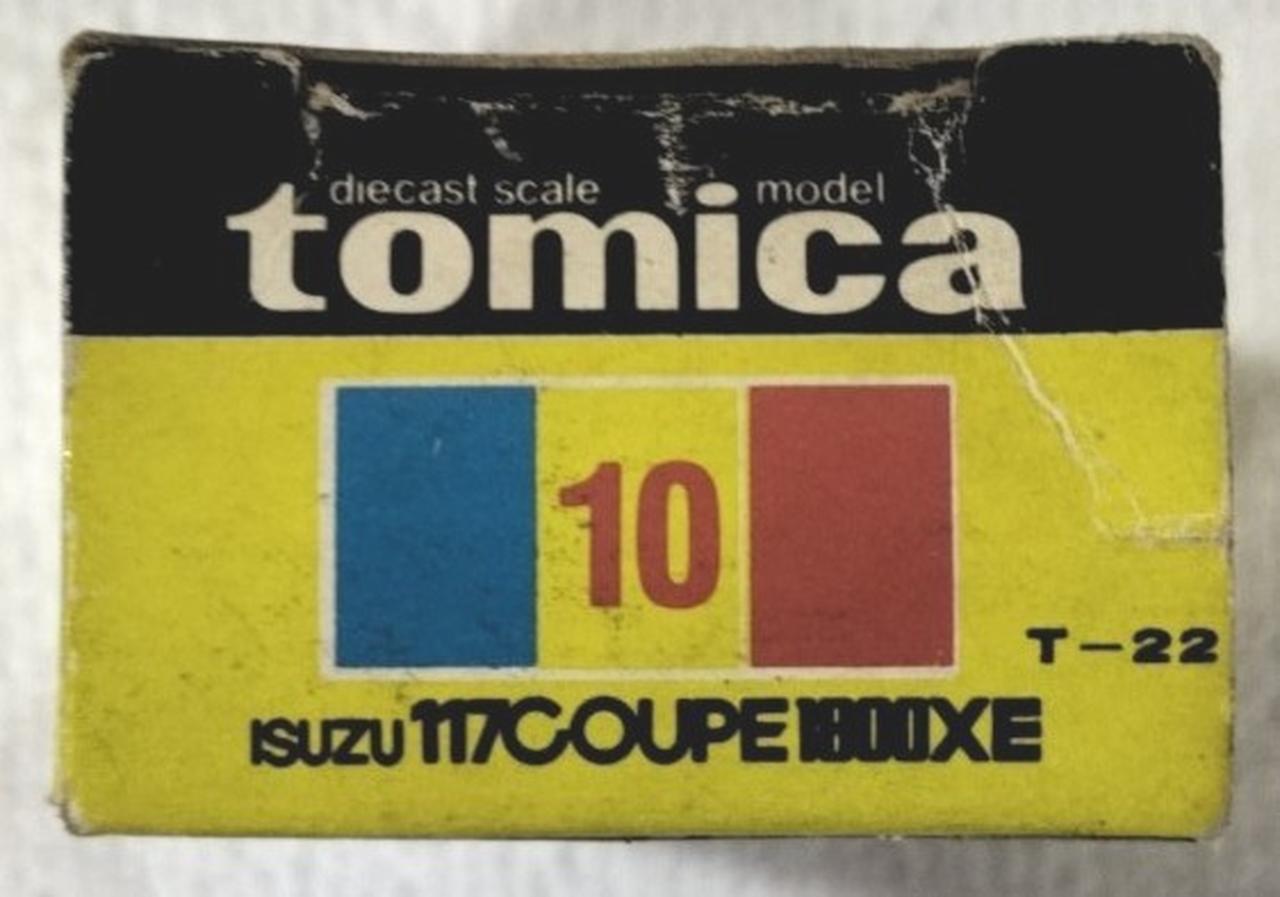 diecast scale model
tomica
10
T-22
ISUZU 117COUPE 1800XE